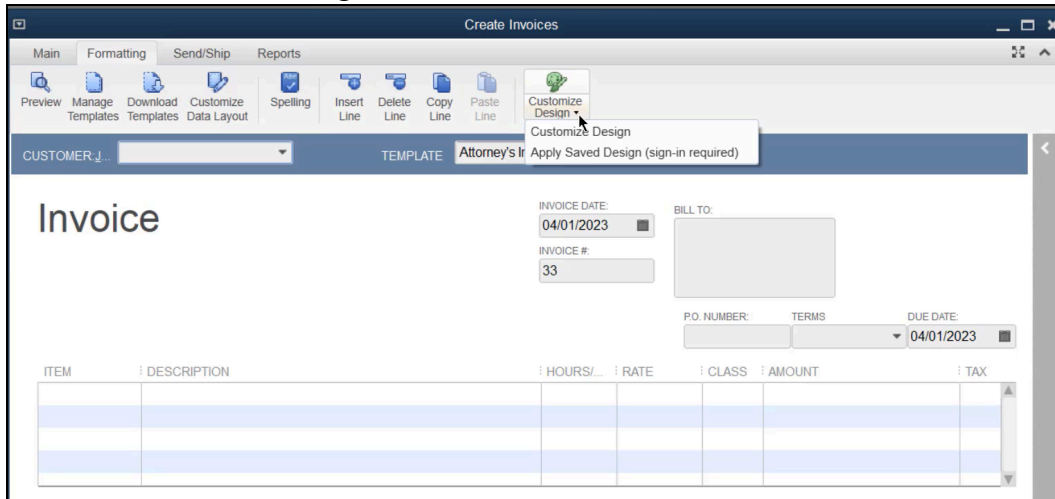 Create Invoices
Main Formatting Send/Ship Reports
Preview Manage Templates Download Templates Customize Data Layout Spelling Insert Line Delete Line Copy Line Paste Line Customize Design
Customize Design
Apply Saved Design (sign-in required)
CUSTOMER:J... TEMPLATE Attorney's
Invoice
INVOICE DATE: BILL TO:
04/01/2023
INVOICE #:
33
P.O. NUMBER: TERMS DUE DATE:
04/01/2023
ITEM DESCRIPTION HOURS/... RATE CLASS AMOUNT TAX